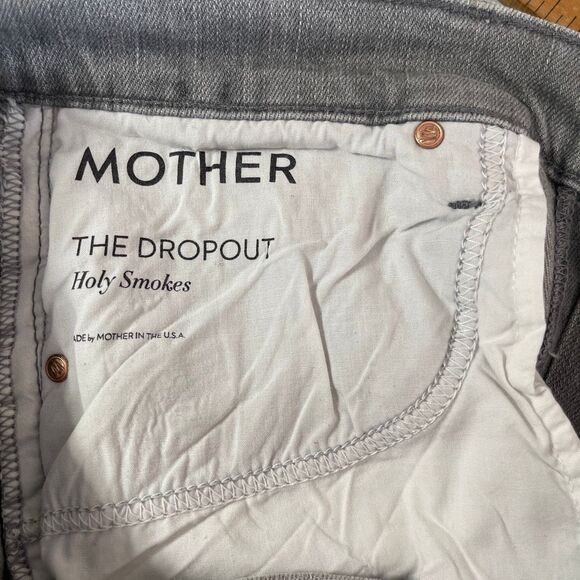 MOTHER
THE DROPOUT
Holy Smokes
ADE by MOTHER IN THE U.S.A.